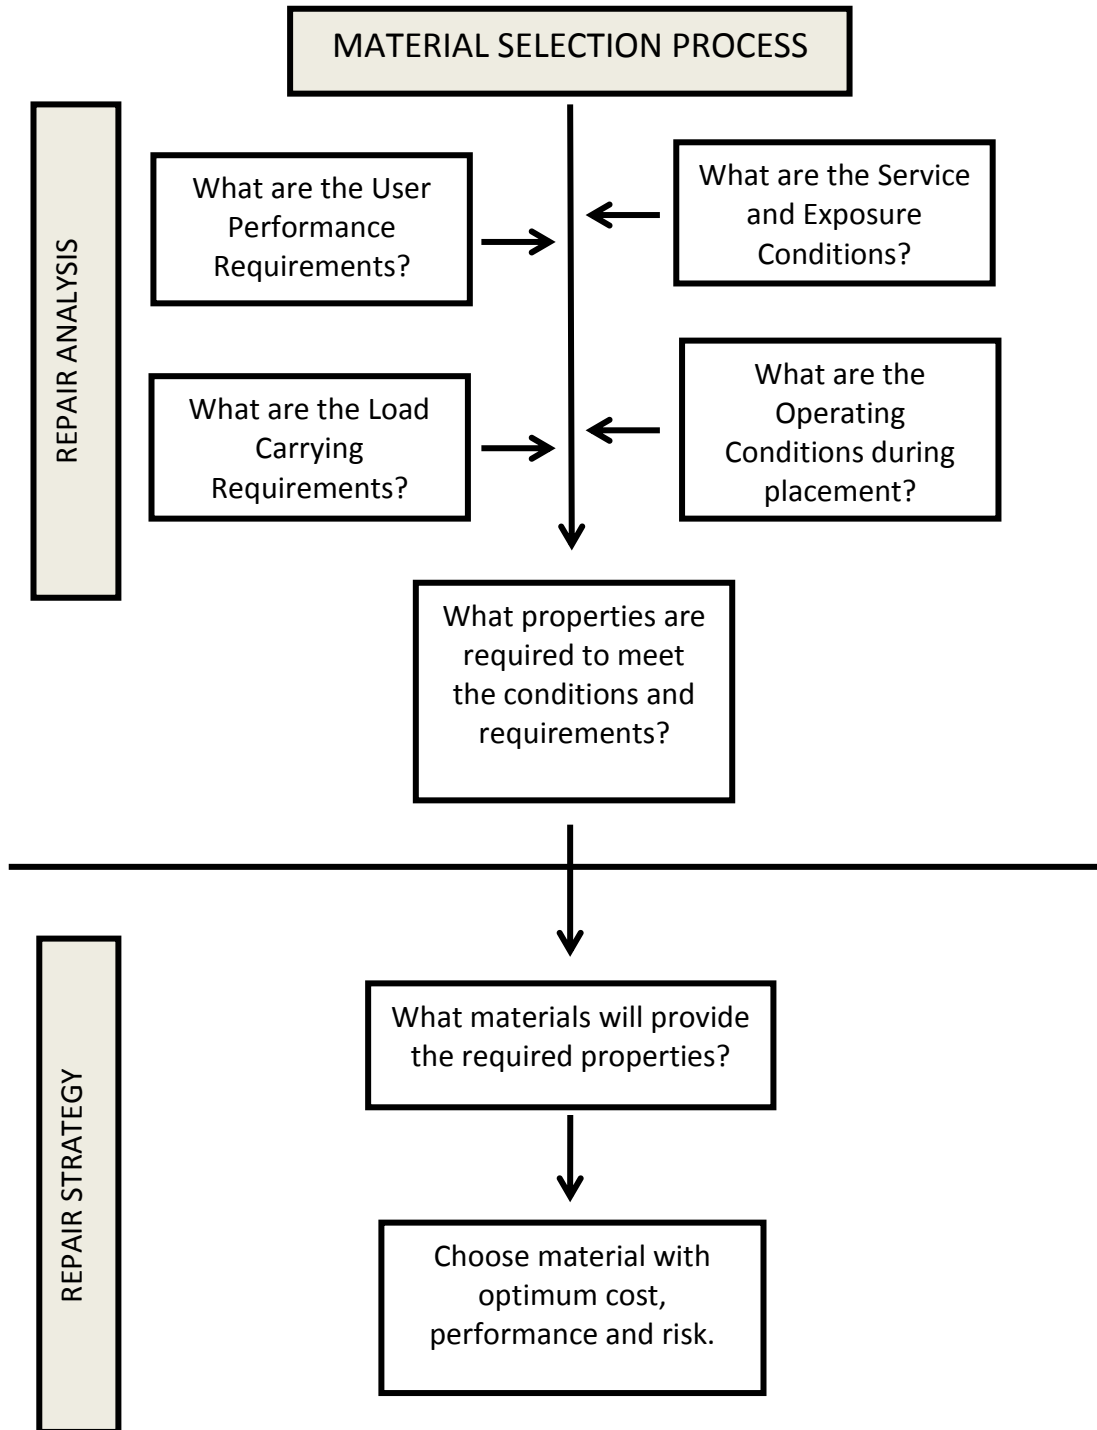 MATERIAL SELECTION PROCESS
REPAIR ANALYSIS
What are the User
Performance
Requirements?
What are the Service
and Exposure
Conditions?
What are the Load
Carrying
Requirements?
What are the
Operating
Conditions during
placement?
What properties are
required to meet
the conditions and
requirements?
REPAIR STRATEGY
What materials will provide
the required properties?
Choose material with
optimum cost,
performance and risk.